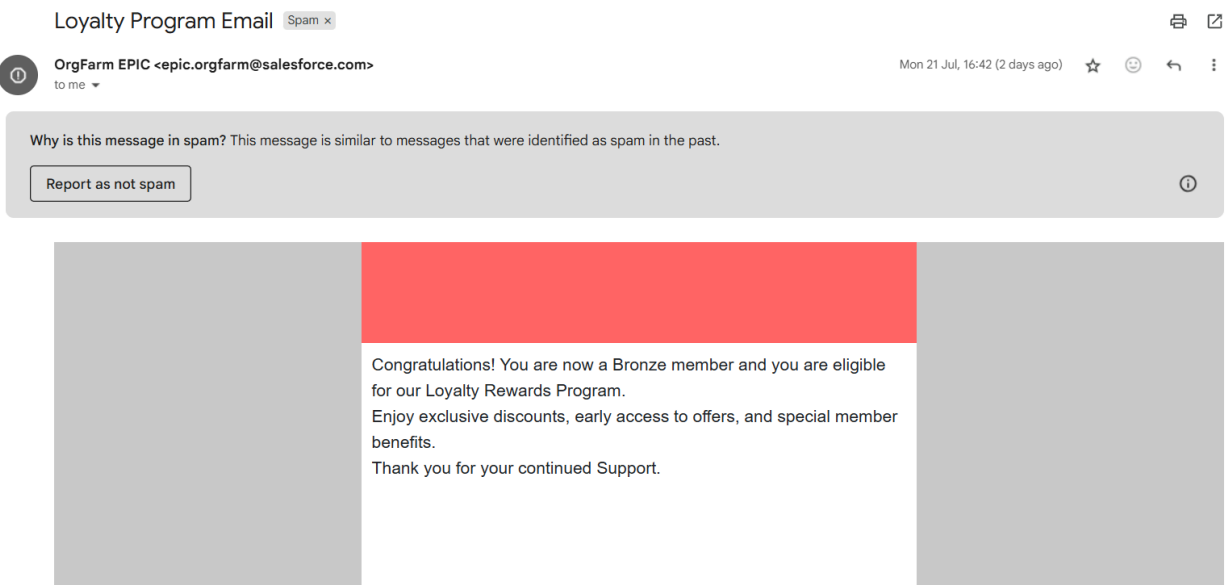 Loyalty Program Email Spam ×
OrgFarm EPIC <epic.orgfarm@salesforce.com>
Mon 21 Jul, 16:42 (2 days ago)
to me
Why is this message in spam? This message is similar to messages that were identified as spam in the past.
Report as not spam
Congratulations! You are now a Bronze member and you are eligible
for our Loyalty Rewards Program.
Enjoy exclusive discounts, early access to offers, and special member
benefits.
Thank you for your continued Support.